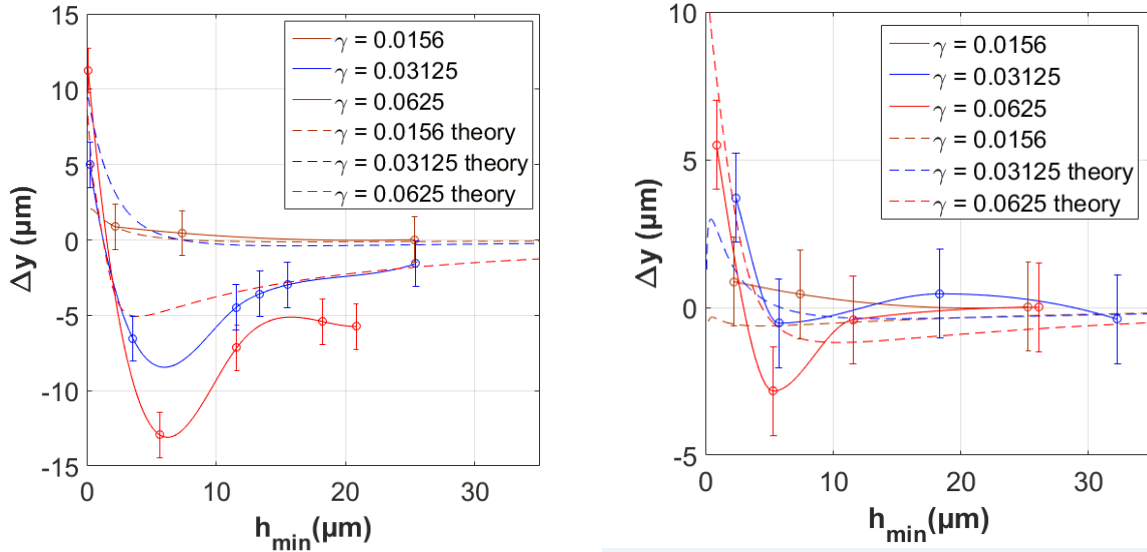 15
10
5
0
-5
-10
-15
0
10
20
30
Δy (μm)
h_min(μm)
γ = 0.0156
γ = 0.03125
γ = 0.0625
γ = 0.0156 theory
γ = 0.03125 theory
γ = 0.0625 theory
10
5
0
-5
0
10
20
30
Δy (μm)
h_min(μm)
γ = 0.0156
γ = 0.03125
γ = 0.0625
γ = 0.0156
γ = 0.03125 theory
γ = 0.0625 theory